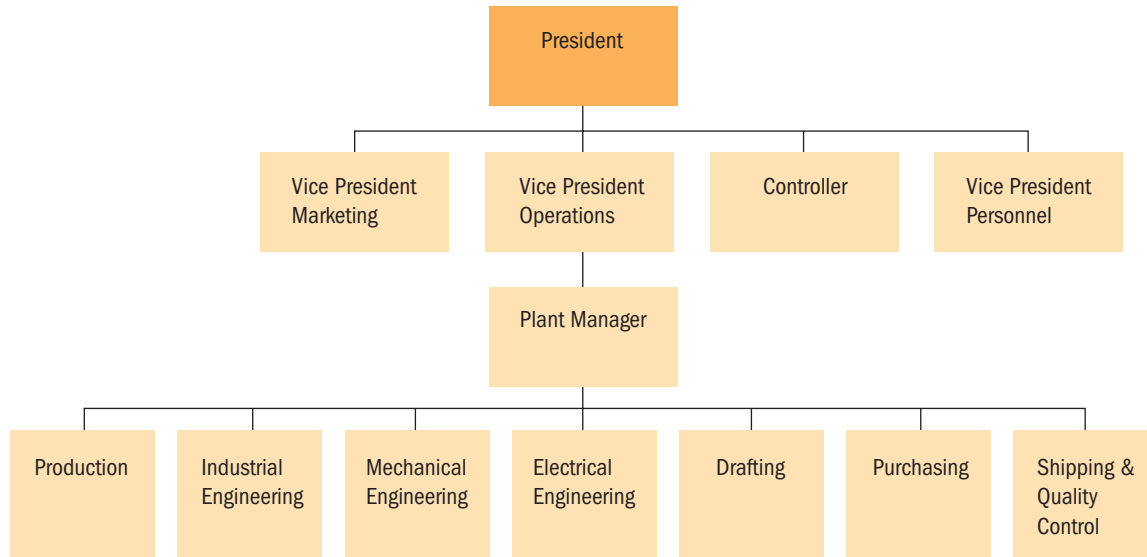 President
Vice President
Marketing
Vice President
Operations
Controller
Vice President
Personnel
Plant Manager
Production
Industrial
Engineering
Mechanical
Engineering
Electrical
Engineering
Drafting
Purchasing
Shipping &
Quality
Control